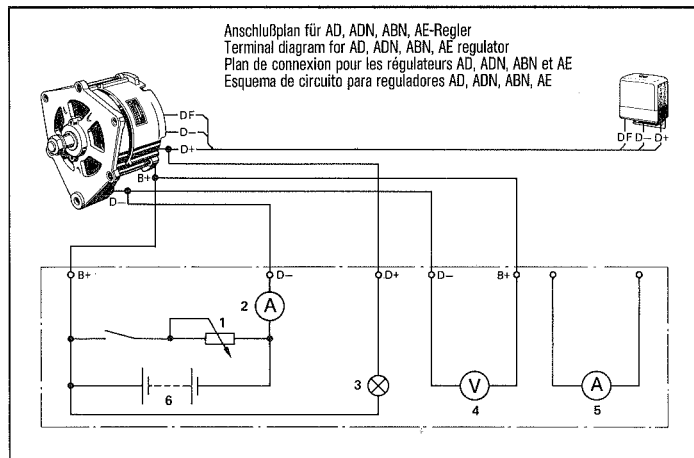 Anschlußplan für AD, ADN, ABN, AE-Regler
Terminal diagram for AD, ADN, ABN, AE regulator
Plan de connexion pour les régulateurs AD, ADN, ABN et AE
Esquema de circuito para reguladores AD, ADN, ABN, AE
DF
D–
D+
DF D– D+
B+
D–
B+ D– D+ D– B+
2 A
1
6
3
V
4
A
5